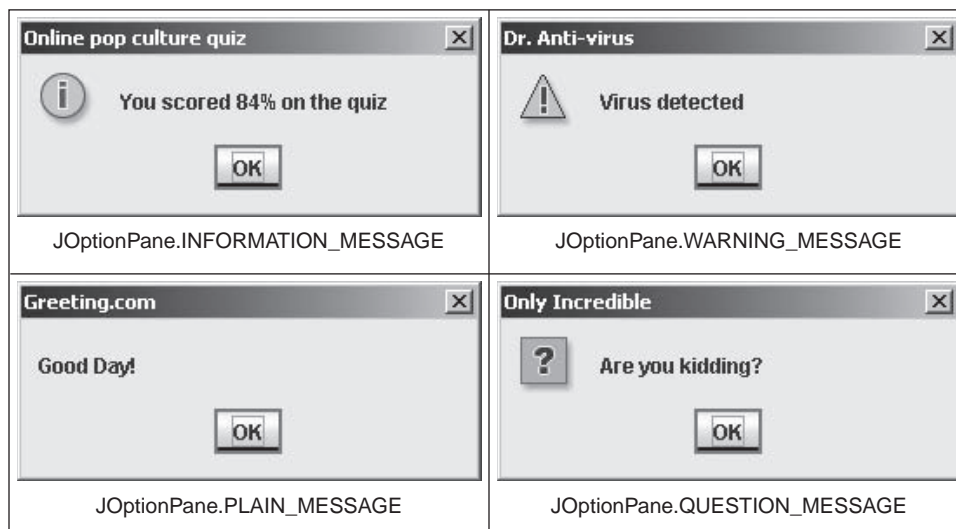 Online pop culture quiz
You scored 84% on the quiz
OK
JOptionPane.INFORMATION_MESSAGE
Dr. Anti-virus
Virus detected
OK
JOptionPane.WARNING_MESSAGE
Greeting.com
Good Day!
OK
JOptionPane.PLAIN_MESSAGE
Only Incredible
Are you kidding?
OK
JOptionPane.QUESTION_MESSAGE